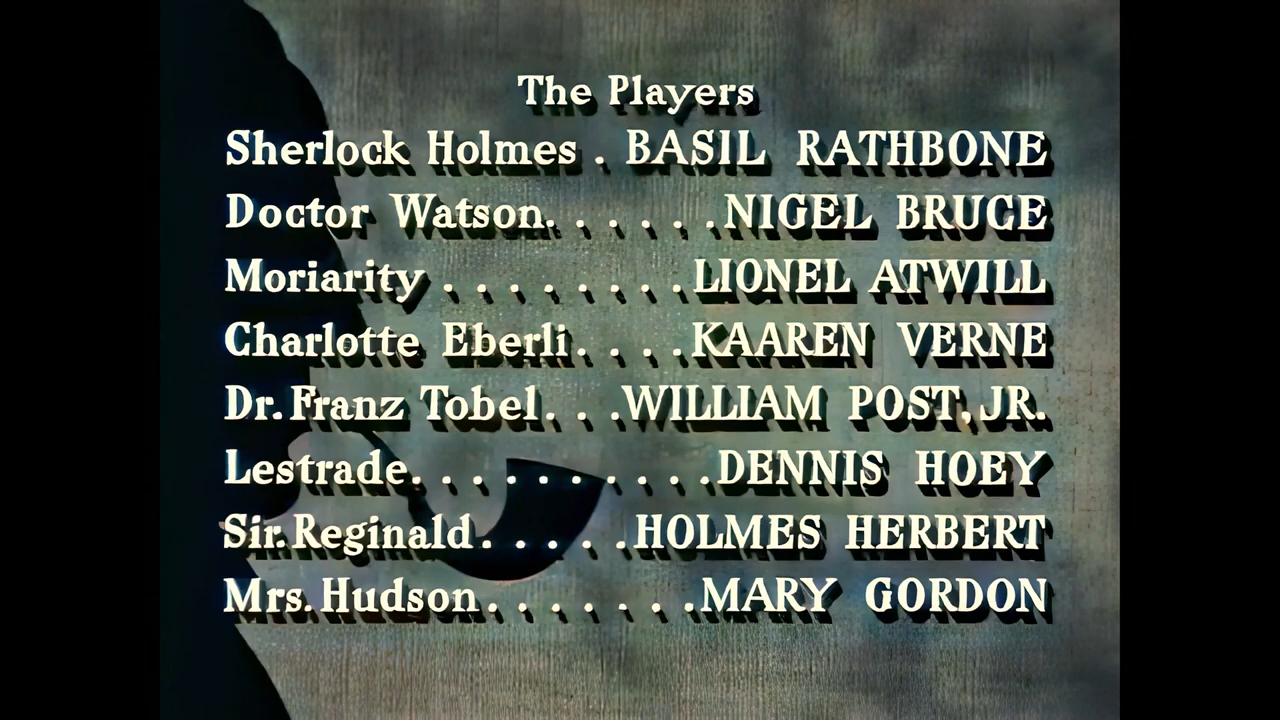 The Players
Sherlock Holmes . BASIL RATHBONE
Doctor Watson. . . . . . NIGEL BRUCE
Moriarity . . . . . . . . LIONEL ATWILL
Charlotte Eberli. . . . KAAREN VERNE
Dr. Franz Tobel. . . WILLIAM POST, JR.
Lestrade. . . . . . . . . . DENNIS HOEY
Sir. Reginald . . . . . HOLMES HERBERT
Mrs. Hudson. . . . . . . MARY GORDON